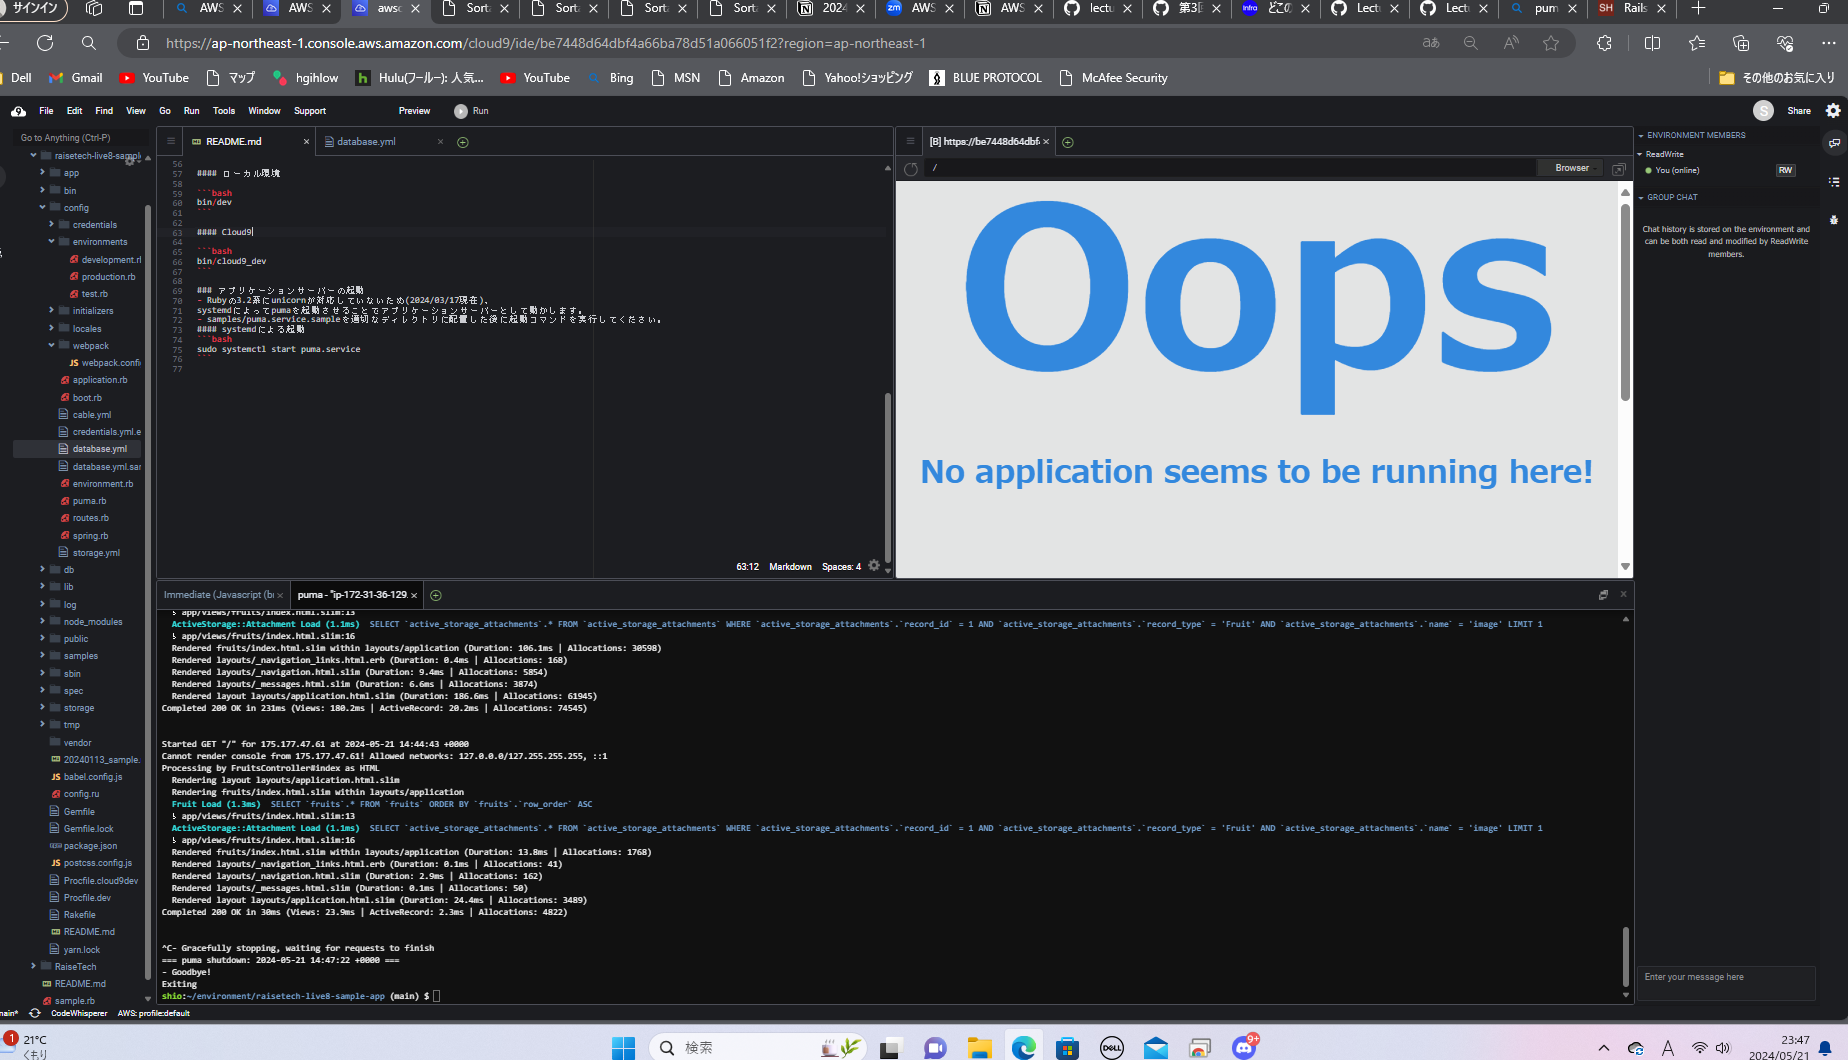 サインイン
AWS
AWS
awsc
Sorta
Sorta
Sorta
Sorta
2024
AWS
AWS
lectu
第3回
どこの
Lectu
Lectu
pum
SH Rails
https://ap-northeast-1.console.aws.amazon.com/cloud9/ide/be7448d64dbf4a66ba78d51a066051f2?region=ap-northeast-1
Dell
Gmail
YouTube
マップ
hgihlow
Hulu(フールー): 人気...
YouTube
Bing
MSN
Amazon
Yahoo!ショッピング
BLUE PROTOCOL
McAfee Security
その他のお気に入り
File Edit Find View Go Run Tools Window Support
Preview
Run
S
Share
Go to Anything (Ctrl-P)
raisetech-live8-sampl
app
bin
config
credentials
environments
development.rl
production.rb
test.rb
initializers
locales
webpack
webpack.confi
application.rb
boot.rb
cable.yml
credentials.yml.e
database.yml
database.yml.sar
environment.rb
puma.rb
routes.rb
spring.rb
storage.yml
db
lib
log
node_modules
public
samples
sbin
spec
storage
tmp
vendor
20240113_sample.
babel.config.js
config.ru
Gemfile
Gemfile.lock
package.json
postcss.config.js
Procfile.cloud9dev
Procfile.dev
Rakefile
README.md
yarn.lock
RaiseTech
README.md
sample.rb
README.md
database.yml
56
57 #### ローカル環境
58
59 ```bash
60 bin/dev
61 ```
62
63 #### Cloud9
64
65 ```bash
66 bin/cloud9_dev
67 ```
68
69 ### アプリケーションサーバーの起動
70 - Rubyの3.2系にunicornが対応していないため(2024/03/17現在)、
71 systemdによってpumaを起動させることでアプリケーションサーバーとして動かします。
72 - samples/puma.service.sampleを適切なディレクトリに配置した後に起動コマンドを実行してください。
73 #### systemdによる起動
74 ```bash
75 sudo systemctl start puma.service
76 ```
77
63:12 Markdown Spaces: 4
[B] https://be7448d64dbf
/
Browser
Oops
No application seems to be running here!
ENVIRONMENT MEMBERS
ReadWrite
You (online) RW
GROUP CHAT
Chat history is stored on the environment and
can be both read and modified by ReadWrite
members.
Enter your message here
Immediate (Javascript (bı
puma - "ip-172-31-36-129.
↳ app/views/fruits/index.html.slim:13
ActiveStorage::Attachment Load (1.1ms)  SELECT `active_storage_attachments`.* FROM `active_storage_attachments` WHERE `active_storage_attachments`.`record_id` = 1 AND `active_storage_attachments`.`record_type` = 'Fruit' AND `active_storage_attachments`.`name` = 'image' LIMIT 1
↳ app/views/fruits/index.html.slim:16
Rendered fruits/index.html.slim within layouts/application (Duration: 106.1ms | Allocations: 30598)
Rendered layouts/_navigation_links.html.erb (Duration: 0.4ms | Allocations: 168)
Rendered layouts/_navigation.html.slim (Duration: 9.4ms | Allocations: 5854)
Rendered layouts/_messages.html.slim (Duration: 6.6ms | Allocations: 3874)
Rendered layout layouts/application.html.slim (Duration: 186.6ms | Allocations: 61945)
Completed 200 OK in 231ms (Views: 180.2ms | ActiveRecord: 20.2ms | Allocations: 74545)
Started GET "/" for 175.177.47.61 at 2024-05-21 14:44:43 +0000
Cannot render console from 175.177.47.61! Allowed networks: 127.0.0.0/127.255.255.255, ::1
Processing by FruitsController#index as HTML
Rendering layout layouts/application.html.slim
Rendering fruits/index.html.slim within layouts/application
Fruit Load (1.3ms)  SELECT `fruits`.* FROM `fruits` ORDER BY `fruits`.`row_order` ASC
↳ app/views/fruits/index.html.slim:13
ActiveStorage::Attachment Load (1.1ms)  SELECT `active_storage_attachments`.* FROM `active_storage_attachments` WHERE `active_storage_attachments`.`record_id` = 1 AND `active_storage_attachments`.`record_type` = 'Fruit' AND `active_storage_attachments`.`name` = 'image' LIMIT 1
↳ app/views/fruits/index.html.slim:16
Rendered fruits/index.html.slim within layouts/application (Duration: 13.8ms | Allocations: 1768)
Rendered layouts/_navigation_links.html.erb (Duration: 0.1ms | Allocations: 41)
Rendered layouts/_navigation.html.slim (Duration: 2.9ms | Allocations: 162)
Rendered layouts/_messages.html.slim (Duration: 0.1ms | Allocations: 50)
Rendered layout layouts/application.html.slim (Duration: 24.4ms | Allocations: 3489)
Completed 200 OK in 30ms (Views: 23.9ms | ActiveRecord: 2.3ms | Allocations: 4822)
^C- Gracefully stopping, waiting for requests to finish
=== puma shutdown: 2024-05-21 14:47:22 +0000 ===
- Goodbye!
Exiting
shio:~/environment/raisetech-live8-sample-app (main) $
main* CodeWhisperer AWS: profile:default
1
21°C
くもり
検索
DELL
9+
A
23:47
2024/05/21